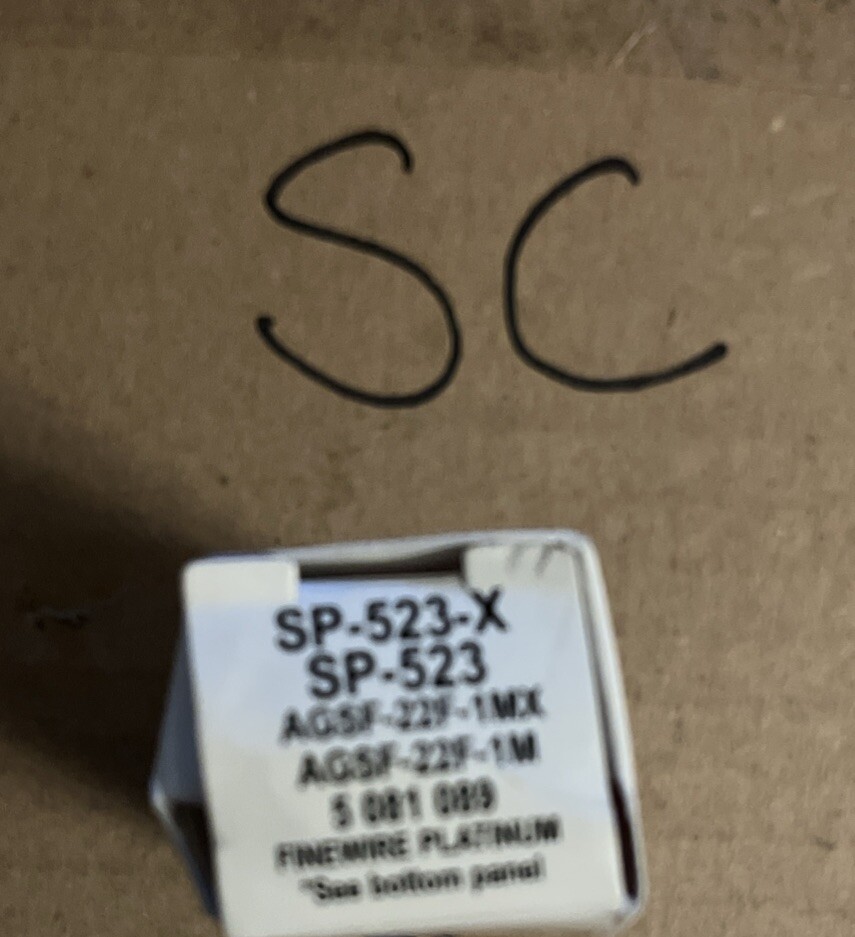 SC
SP-523-X
SP-523
AGSF-22F-1MX
AGSF-22F-1M
5 081 089
FINEWIRE PLATINUM
*See bottom panel